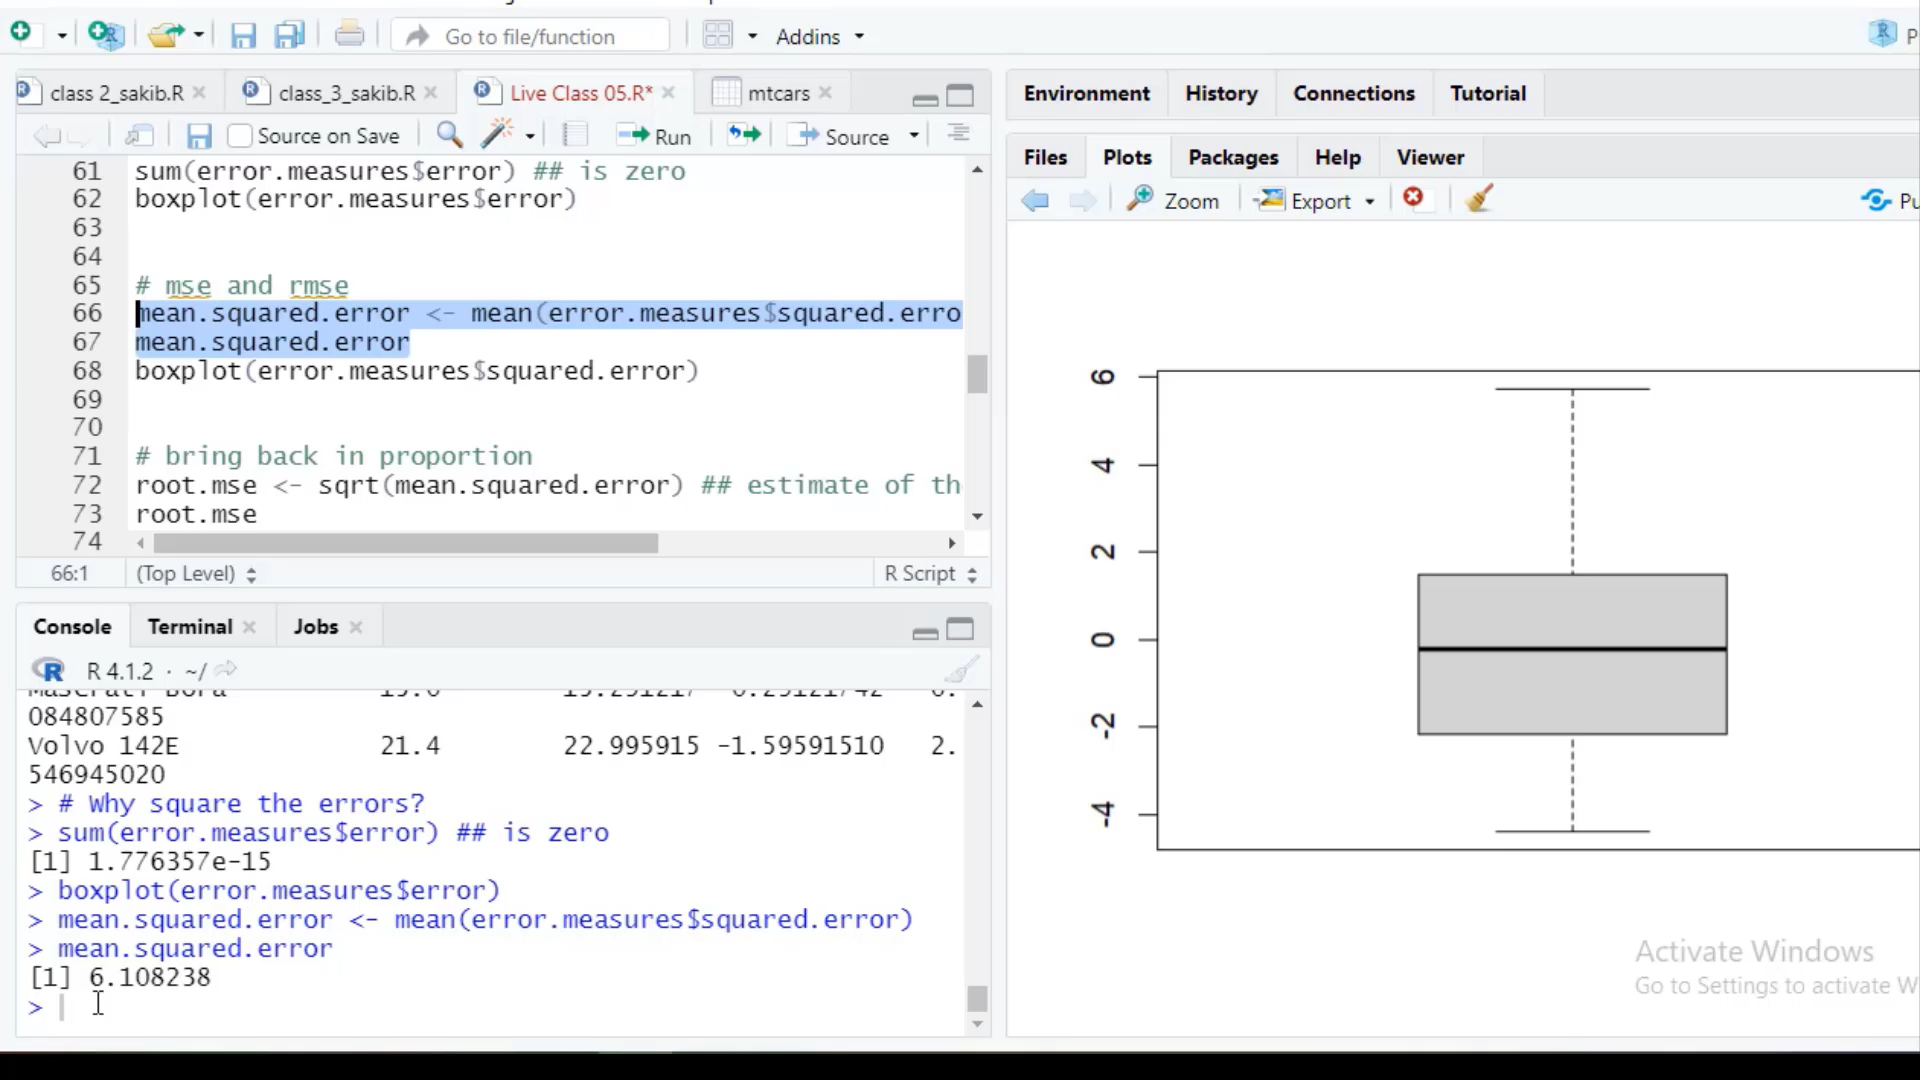 Go to file/function
Addins
P
class 2_sakib.R
class_3_sakib.R
Live Class 05.R*
mtcars
Source on Save
Run
Source
61 sum(error.measures$error) ## is zero
62 boxplot(error.measures$error)
63
64
65 # mse and rmse
66 mean.squared.error <- mean(error.measures$squared.erro
67 mean.squared.error
68 boxplot(error.measures$squared.error)
69
70
71 # bring back in proportion
72 root.mse <- sqrt(mean.squared.error) ## estimate of th
73 root.mse
74
66:1 (Top Level) R Script
Console Terminal Jobs
R 4.1.2 · ~/
084807585
Volvo 142E 21.4 22.995915 -1.59591510 2.
546945020
> # Why square the errors?
> sum(error.measures$error) ## is zero
[1] 1.776357e-15
> boxplot(error.measures$error)
> mean.squared.error <- mean(error.measures$squared.error)
> mean.squared.error
[1] 6.108238
>
Environment History Connections Tutorial
Files Plots Packages Help Viewer
Zoom Export Pu
6
4
2
0
-2
-4
Activate Windows
Go to Settings to activate W